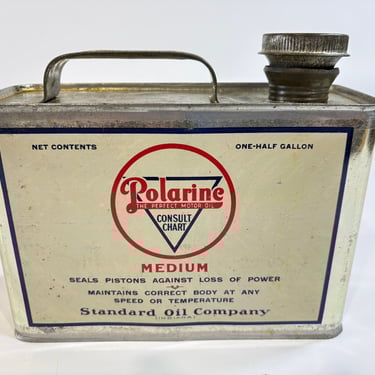 NET CONTENTS ONE-HALF GALLON
Polarine
THE PERFECT MOTOR OIL
CONSULT
CHART
MEDIUM
SEALS PISTONS AGAINST LOSS OF POWER
MAINTAINS CORRECT BODY AT ANY
SPEED OR TEMPERATURE
Standard Oil Company
(INDIANA)